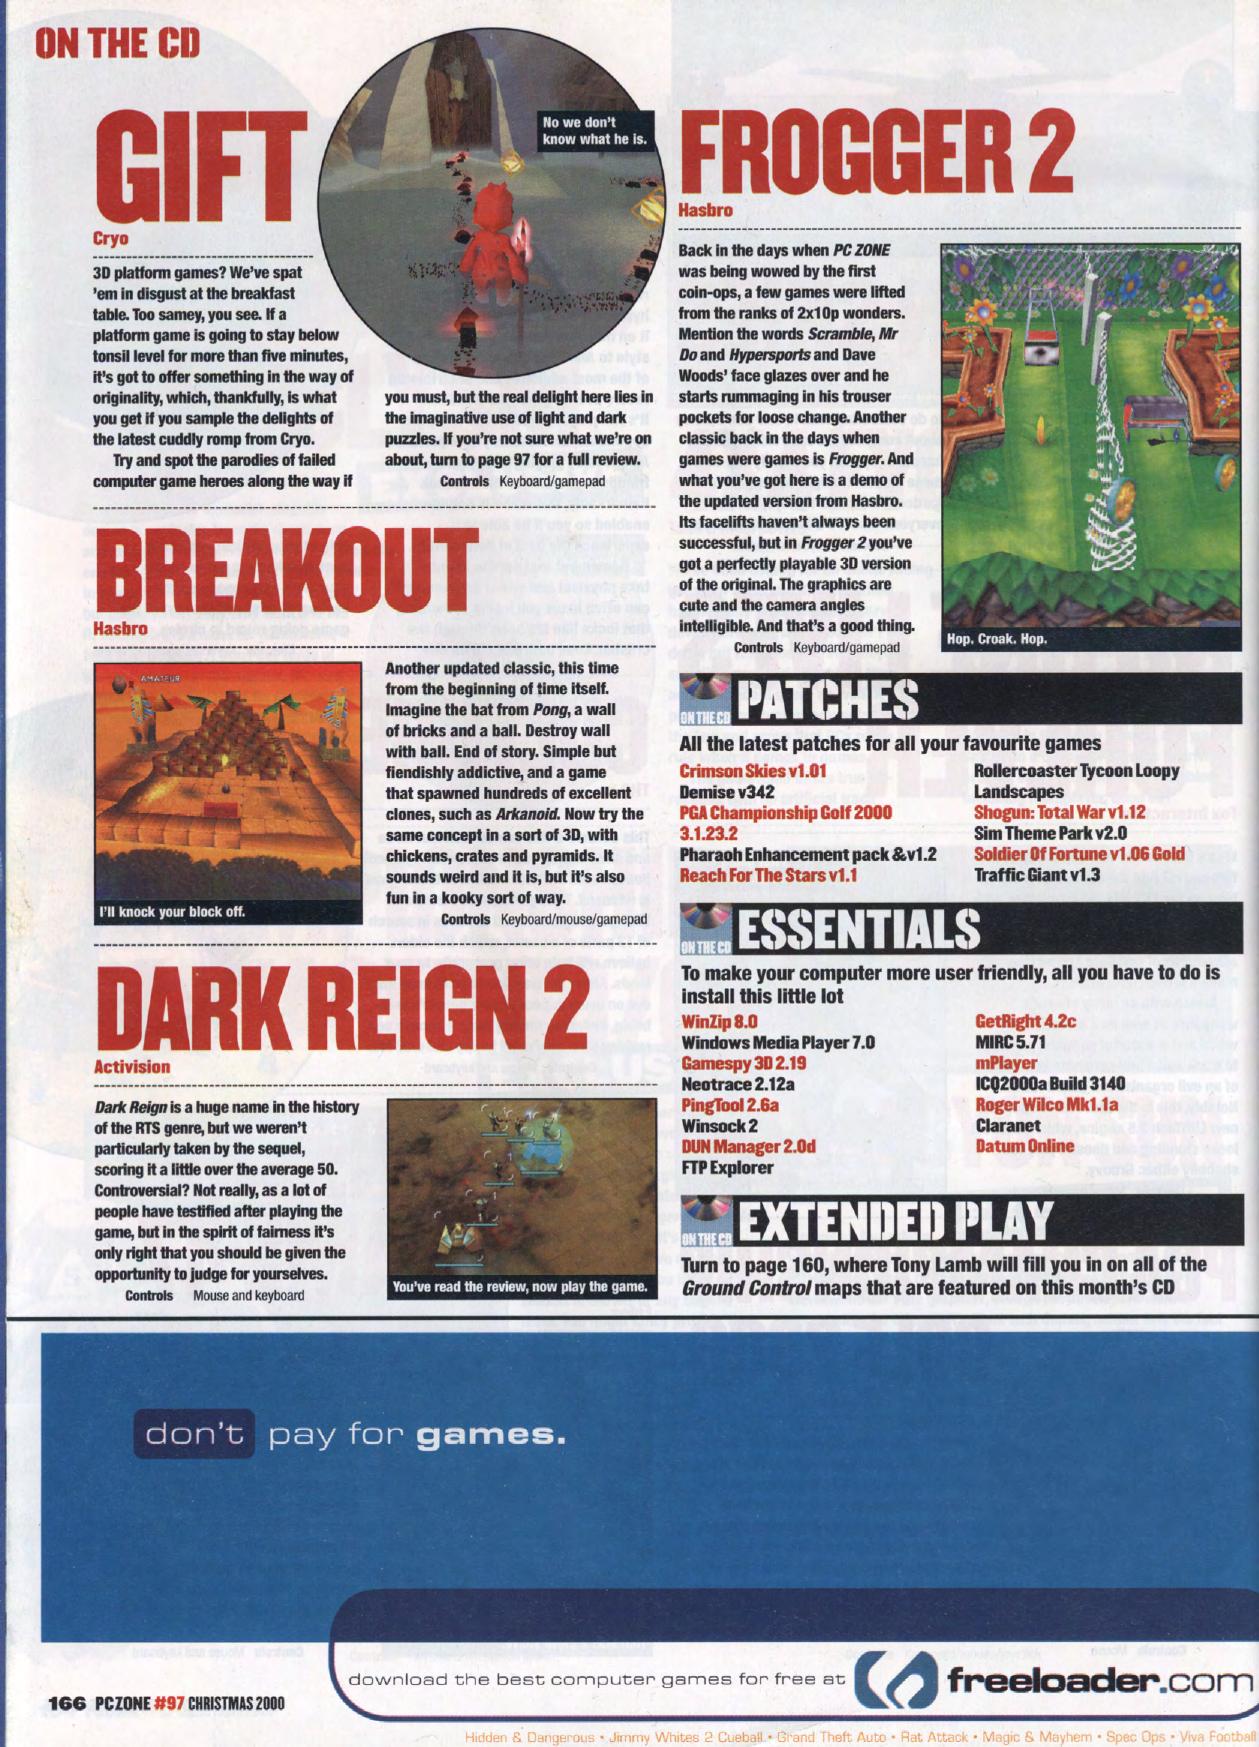 ON THE CD
GIFT
Cryo
3D platform games? We've spat
'em in disgust at the breakfast
table. Too samey, you see. If a
platform game is going to stay below
tonsil level for more than five minutes,
it's got to offer something in the way of
originality, which, thankfully, is what
you get if you sample the delights of
the latest cuddly romp from Cryo.
Try and spot the parodies of failed
computer game heroes along the way if
No we don't
know what he is.
you must, but the real delight here lies in
the imaginative use of light and dark
puzzles. If you're not sure what we're on
about, turn to page 97 for a full review.
Controls Keyboard/gamepad
BREAKOUT
Hasbro
AMATEUR
I'll knock your block off.
Another updated classic, this time
from the beginning of time itself.
Imagine the bat from Pong, a wall
of bricks and a ball. Destroy wall
with ball. End of story. Simple but
fiendishly addictive, and a game
that spawned hundreds of excellent
clones, such as Arkanoid. Now try the
same concept in a sort of 3D, with
chickens, crates and pyramids. It
sounds weird and it is, but it's also
fun in a kooky sort of way.
Controls Keyboard/mouse/gamepad
DARK REIGN 2
Activision
Dark Reign is a huge name in the history
of the RTS genre, but we weren't
particularly taken by the sequel,
scoring it a little over the average 50.
Controversial? Not really, as a lot of
people have testified after playing the
game, but in the spirit of fairness it's
only right that you should be given the
opportunity to judge for yourselves.
Controls Mouse and keyboard
You've read the review, now play the game.
FROGGER 2
Hasbro
Back in the days when PC ZONE
was being wowed by the first
coin-ops, a few games were lifted
from the ranks of 2x10p wonders.
Mention the words Scramble, Mr
Do and Hypersports and Dave
Woods' face glazes over and he
starts rummaging in his trouser
pockets for loose change. Another
classic back in the days when
games were games is Frogger. And
what you've got here is a demo of
the updated version from Hasbro.
Its facelifts haven't always been
successful, but in Frogger 2 you've
got a perfectly playable 3D version
of the original. The graphics are
cute and the camera angles
intelligible. And that's a good thing.
Controls Keyboard/gamepad
Hop. Croak. Hop.
ON THE CD
PATCHES
All the latest patches for all your favourite games
Crimson Skies v1.01
Demise v342
PGA Championship Golf 2000
3.1.23.2
Pharaoh Enhancement pack &v1.2
Reach For The Stars v1.1
Rollercoaster Tycoon Loopy
Landscapes
Shogun: Total War v1.12
Sim Theme Park v2.0
Soldier Of Fortune v1.06 Gold
Traffic Giant v1.3
ON THE CD
ESSENTIALS
To make your computer more user friendly, all you have to do is
install this little lot
WinZip 8.0
Windows Media Player 7.0
Gamespy 3D 2.19
Neotrace 2.12a
PingTool 2.6a
Winsock 2
DUN Manager 2.0d
FTP Explorer
GetRight 4.2c
MIRC 5.71
mPlayer
ICQ2000a Build 3140
Roger Wilco Mk1.1a
Claranet
Datum Online
ON THE CD
EXTENDED PLAY
Turn to page 160, where Tony Lamb will fill you in on all of the
Ground Control maps that are featured on this month's CD
don't pay for games.
download the best computer games for free at freeloader.com
166 PCZONE #97 CHRISTMAS 2000
Hidden & Dangerous • Jimmy Whites 2 Cueball • Grand Theft Auto • Rat Attack • Magic & Mayhem • Spec Ops • Viva Football